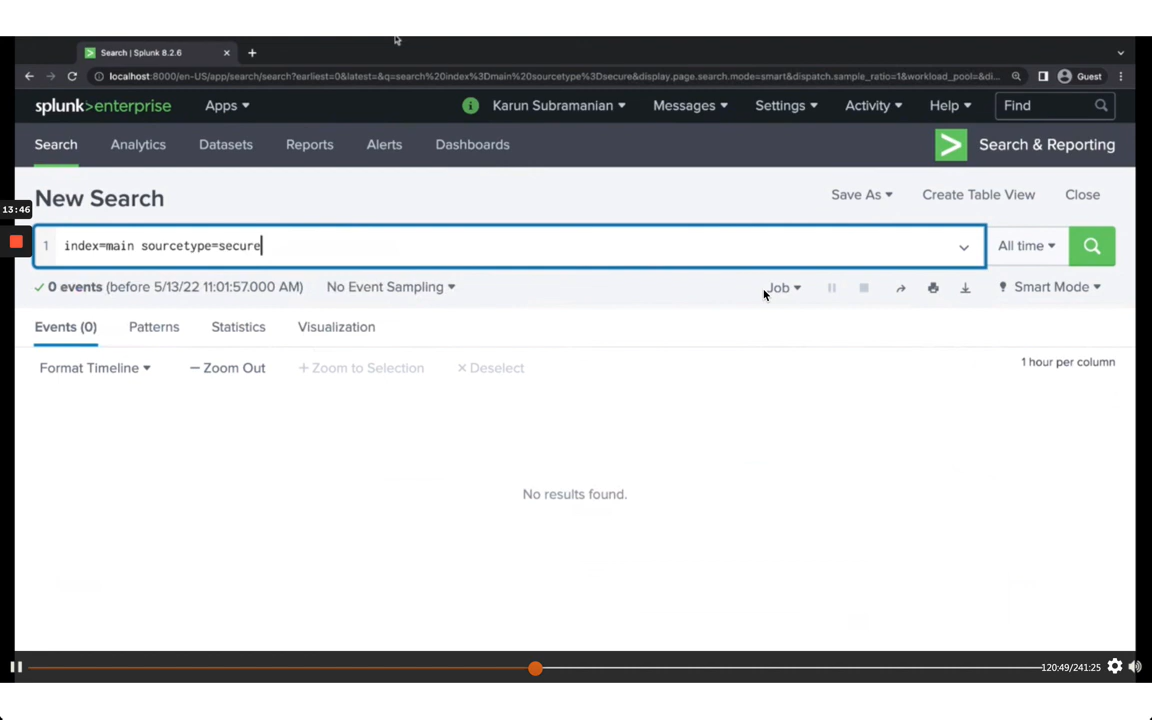 Search | Splunk 8.2.6
localhost:8000/en-US/app/search/search?earliest=0&latest=&q=search%20index%3Dmain%20sourcetype%3Dsecure&display.page.search.mode=smart&dispatch.sample_ratio=1&workload_pool=&di... Guest
splunk>enterprise Apps Karun Subramanian Messages Settings Activity Help Find
Search Analytics Datasets Reports Alerts Dashboards > Search & Reporting
New Search Save As Create Table View Close
13:46
1 index=main sourcetype=secure All time
✓ 0 events (before 5/13/22 11:01:57.000 AM) No Event Sampling Job Smart Mode
Events (0) Patterns Statistics Visualization
Format Timeline — Zoom Out + Zoom to Selection × Deselect 1 hour per column
No results found.
120:49/241:25